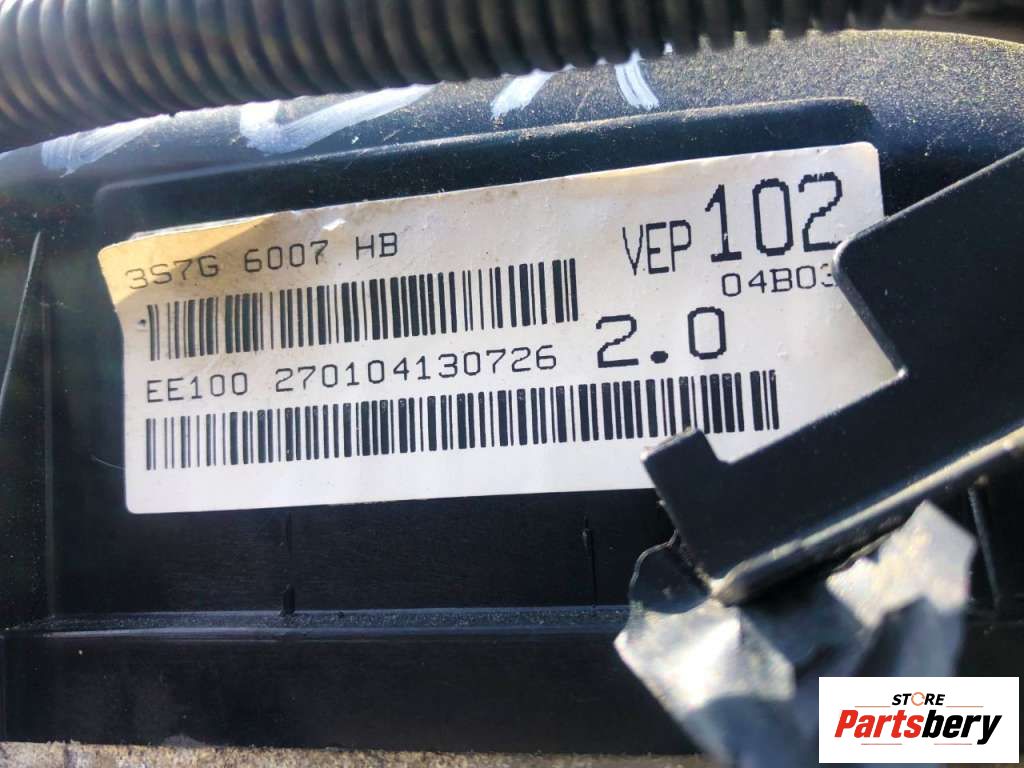 3S7G 6007 HB
VEP 102
04B03
EE100 270104130726
2.0
STORE
Partsbery